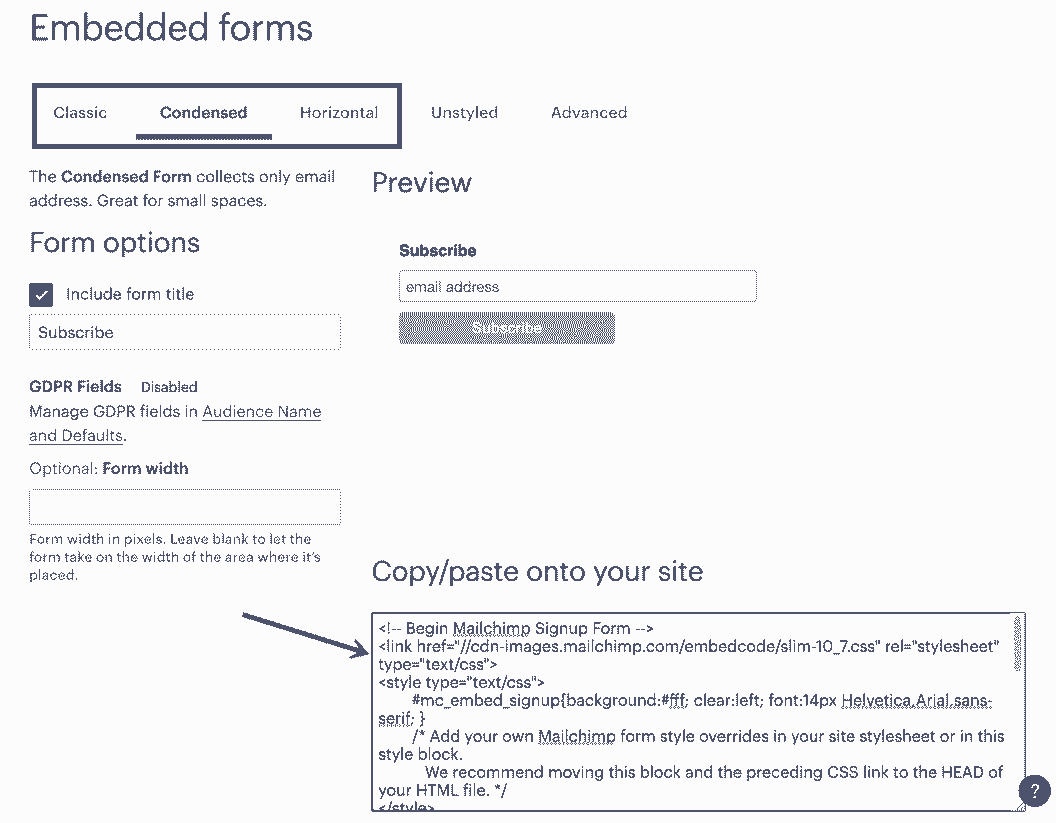 Embedded forms
Classic
Condensed
Horizontal
Unstyled
Advanced
The Condensed Form collects only email
address. Great for small spaces.
Form options
Include form title
Subscribe
GDPR Fields Disabled
Manage GDPR fields in Audience Name
and Defaults.
Optional: Form width
Form width in pixels. Leave blank to let the
form take on the width of the area where it's
placed.
Preview
Subscribe
email address
Subscribe
Copy/paste onto your site
<!-- Begin Mailchimp Signup Form -->
<link href="//cdn-images.mailchimp.com/embedcode/slim-10_7.css" rel="stylesheet"
type="text/css">
<style type="text/css">
#mc_embed_signup{background:#fff; clear:left; font:14px Helvetica,Arial,sans-
serif; }
/* Add your own Mailchimp form style overrides in your site stylesheet or in this
style block.
We recommend moving this block and the preceding CSS link to the HEAD of
your HTML file. */
</style>
?